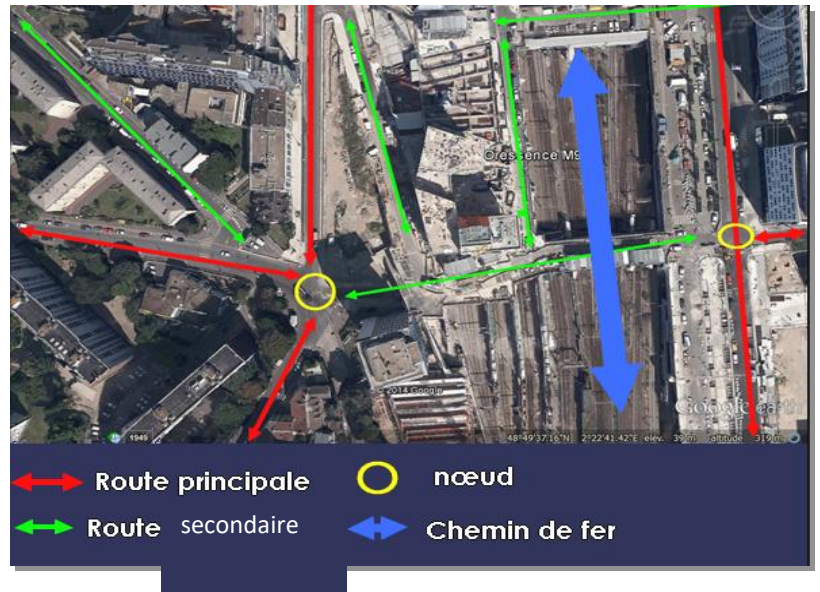 Oressence M9
© 2014 Google
Google earth
1949
48°49'37.16"N 2°22'41.42"E elev. 39 m altitude 319 m
Route principale
nœud
Route secondaire
Chemin de fer